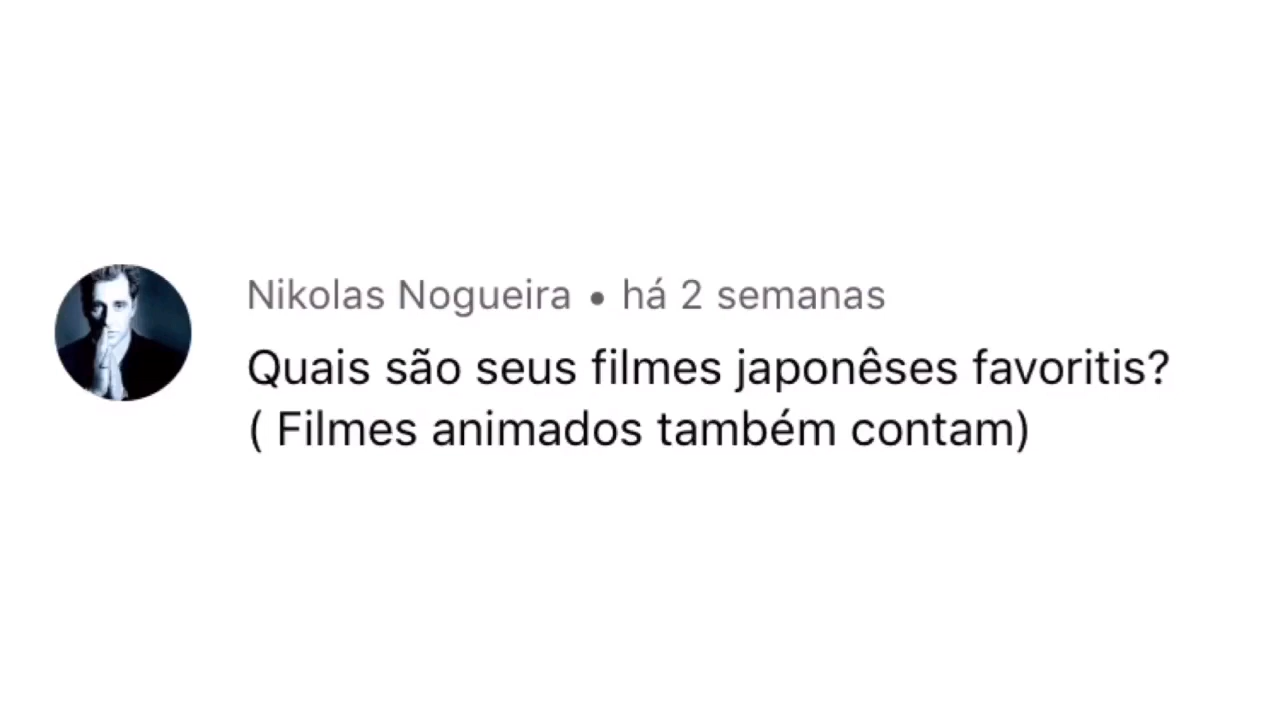 Nikolas Nogueira • há 2 semanas
Quais são seus filmes japonêses favoritis?
( Filmes animados também contam)